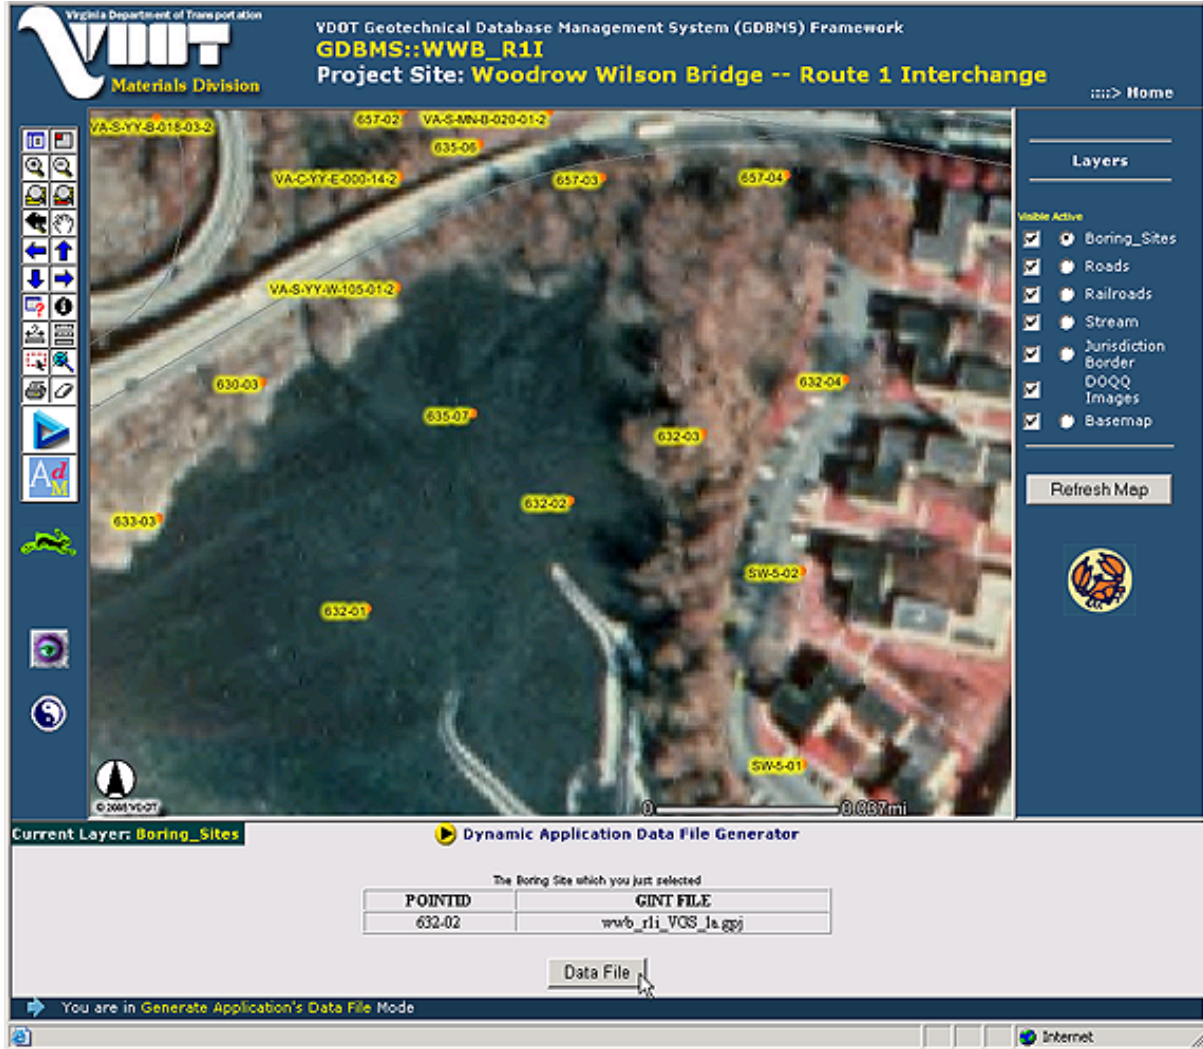 Virginia Department of Transportation
VDOT
Materials Division
VDOT Geotechnical Database Management System (GDBMS) Framework
GDBMS::WWB_R1I
Project Site: Woodrow Wilson Bridge -- Route 1 Interchange
::::> Home
VA-S-YY-B-018-03-2
657-02
VA-S-MN-B-020-01-2
635-06
VA-C-YY-E-000-14-2
657-03
657-04
VA-S-YY-W-105-01-2
630-03
632-04
635-07
632-03
632-02
633-03
SW-5-02
632-01
SW-5-01
© 2005 VDOT
0 0.037mi
AdM
Layers
Visible Active
Boring_Sites
Roads
Railroads
Stream
Jurisdiction
Border
DOQQ
Images
Basemap
Refresh Map
Current Layer: Boring_Sites
Dynamic Application Data File Generator
The Boring Site which you just selected
POINTID GINT FILE
632-02 wwb_r1i_VGS_1a.gpj
Data File
You are in Generate Application's Data File Mode
Internet